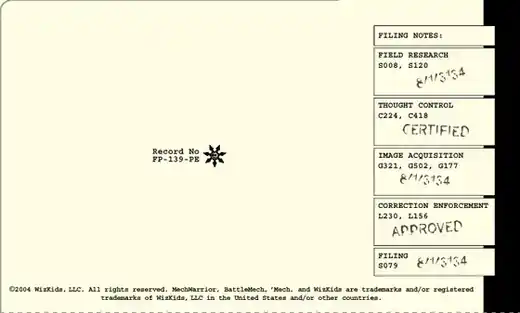 FILING NOTES:
FIELD RESEARCH
S008, S120
8/1/3134
THOUGHT CONTROL
C224, C418
CERTIFIED
Record No
FP-139-PE
IMAGE ACQUISITION
G321, G502, G177
8/1/3134
CORRECTION ENFORCEMENT
L230, L156
APPROVED
FILING
S079
8/1/3134
©2004 WizKids, LLC. All rights reserved. MechWarrior, BattleMech, 'Mech, and WizKids are trademarks and/or registered
trademarks of WizKids, LLC in the United States and/or other countries.